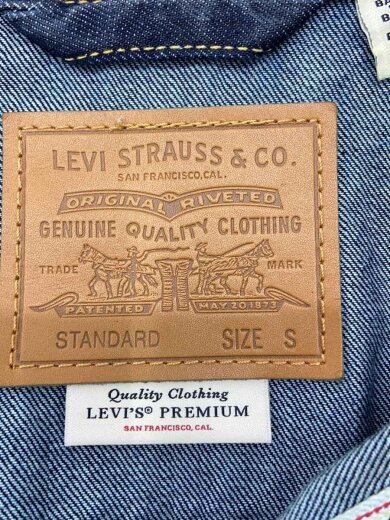 LEVI STRAUSS & CO.
SAN FRANCISCO, CAL.
ORIGINAL RIVETED
GENUINE QUALITY CLOTHING
TRADE MARK
PATENTED MAY 20 1873
STANDARD SIZE S
Quality Clothing
LEVI'S® PREMIUM
SAN FRANCISCO, CAL.